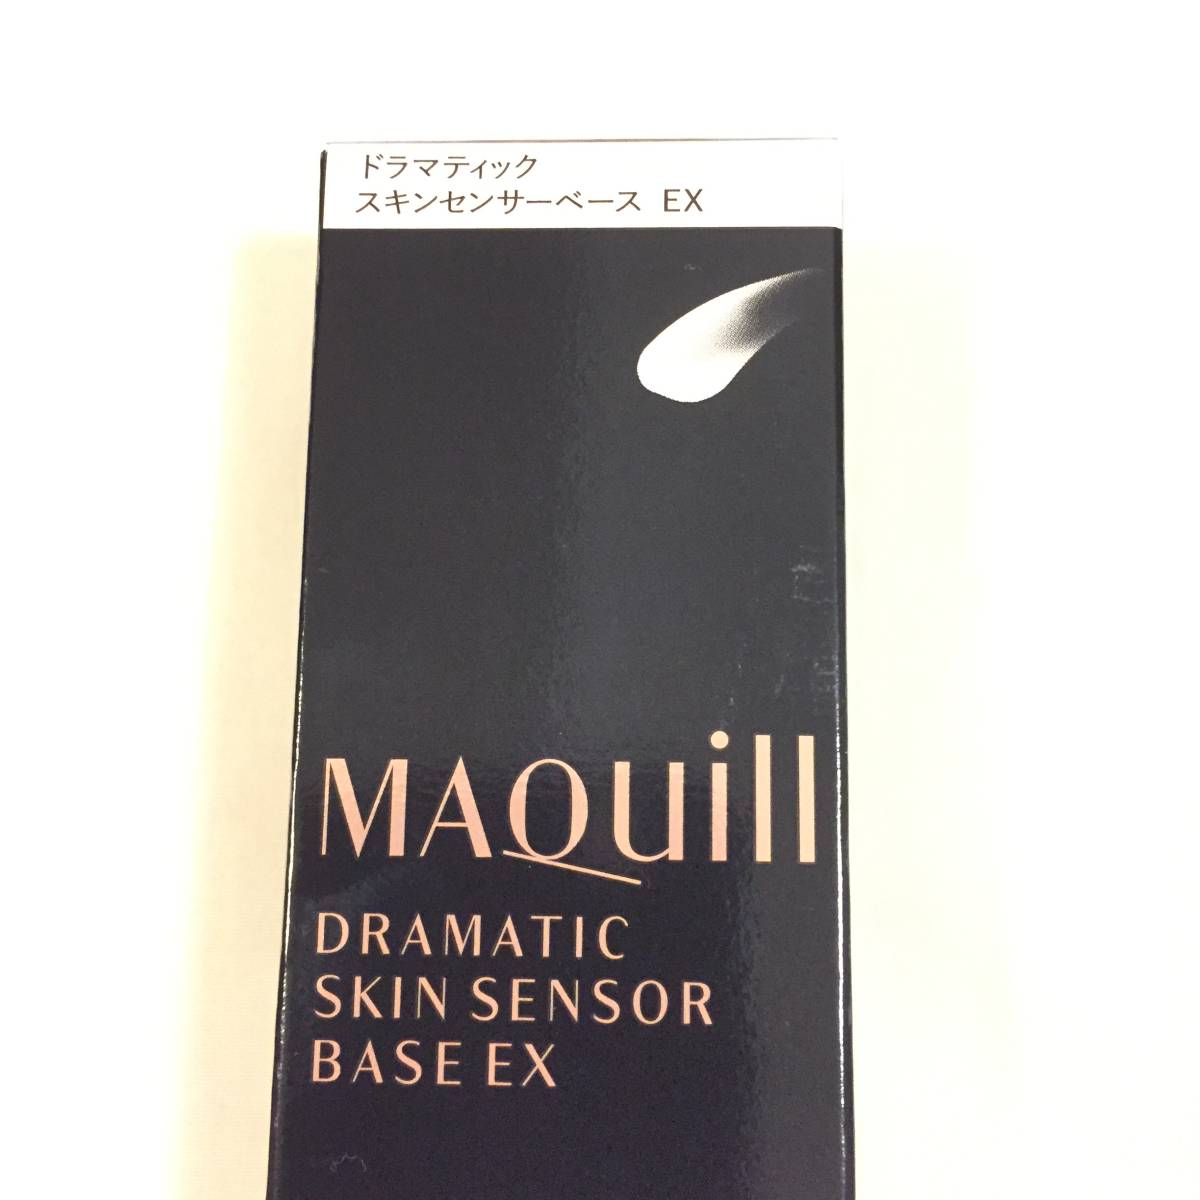 ドラマティック
スキンセンサーベース EX
MAQuill
DRAMATIC
SKIN SENSOR
BASE EX